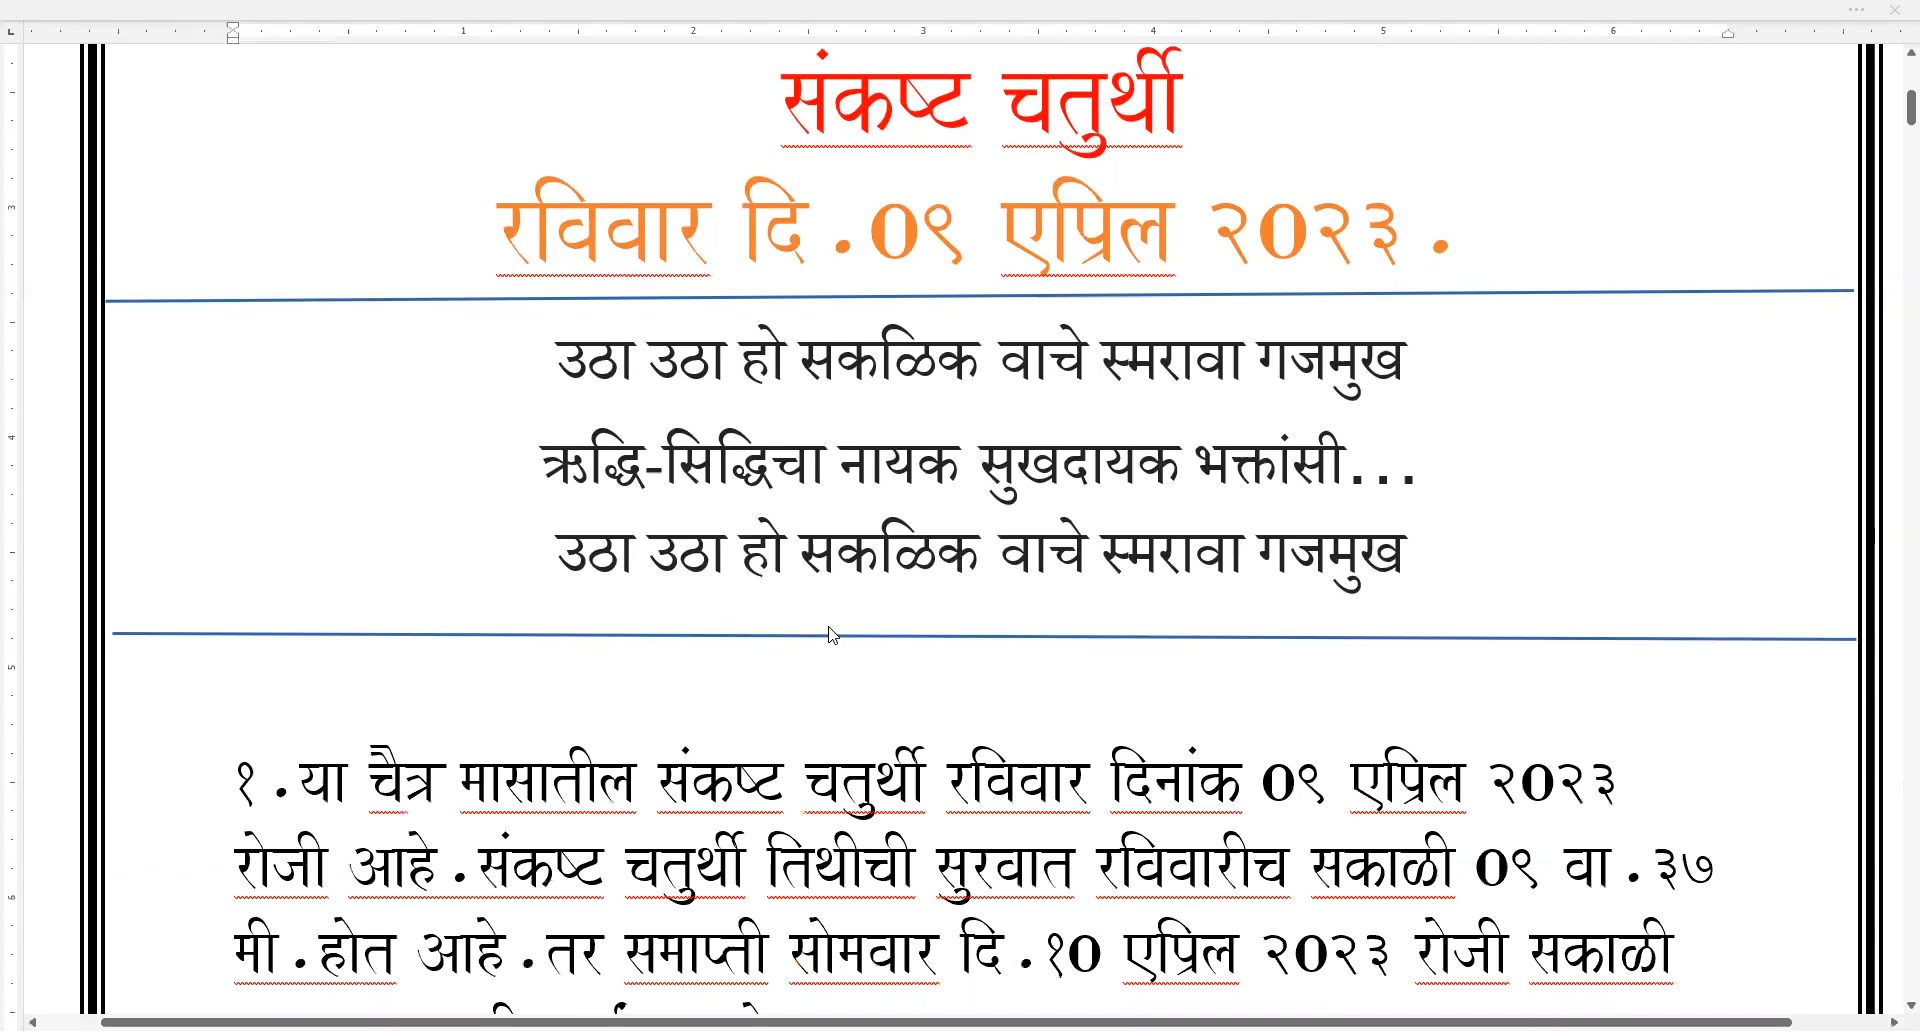 संकष्ट चतुर्थी
रविवार दि .०९ एप्रिल २०२३ .
उठा उठा हो सकळिक वाचे स्मरावा गजमुख
ऋद्धि-सिद्धिचा नायक सुखदायक भक्तांसी...
उठा उठा हो सकळिक वाचे स्मरावा गजमुख
१ .या चैत्र मासातील संकष्ट चतुर्थी रविवार दिनांक ०९ एप्रिल २०२३
रोजी आहे .संकष्ट चतुर्थी तिथीची सुरवात रविवारीच सकाळी ०९ वा .३७
मी .होत आहे .तर समाप्ती सोमवार दि .१० एप्रिल २०२३ रोजी सकाळी